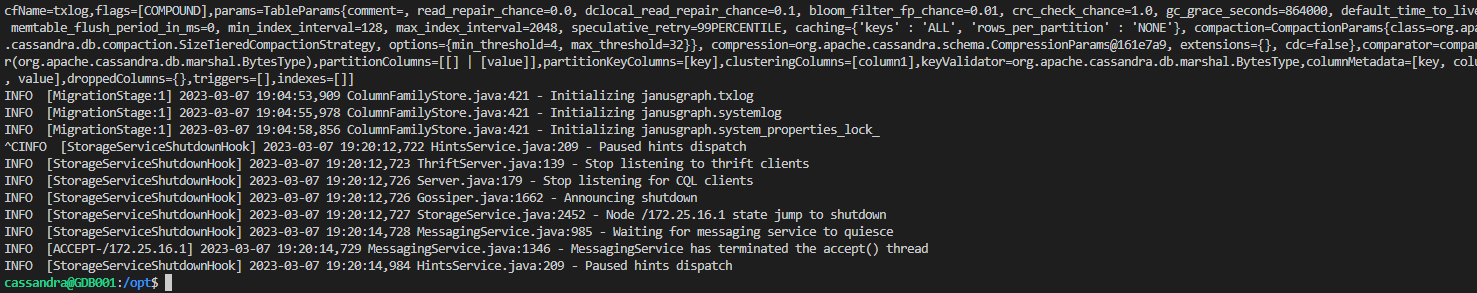 cfName=txlog,flags=[COMPOUND],params=TableParams{comment=, read_repair_chance=0.0, dclocal_read_repair_chance=0.1, bloom_filter_fp_chance=0.01, crc_check_chance=1.0, gc_grace_seconds=864000, default_time_to_live
memtable_flush_period_in_ms=0, min_index_interval=128, max_index_interval=2048, speculative_retry=99PERCENTILE, caching={'keys' : 'ALL', 'rows_per_partition' : 'NONE'}, compaction=CompactionParams{class=org.apa
.cassandra.db.compaction.SizeTieredCompactionStrategy, options={min_threshold=4, max_threshold=32}}, compression=org.apache.cassandra.schema.CompressionParams@161e7a9, extensions={}, cdc=false},comparator=compar
r(org.apache.cassandra.db.marshal.BytesType),partitionColumns=[[] | [value]],partitionKeyColumns=[key],clusteringColumns=[column1],keyValidator=org.apache.cassandra.db.marshal.BytesType,columnMetadata=[key, colu
, value],droppedColumns={},triggers=[],indexes=[]]
INFO  [MigrationStage:1] 2023-03-07 19:04:53,909 ColumnFamilyStore.java:421 - Initializing janusgraph.txlog
INFO  [MigrationStage:1] 2023-03-07 19:04:55,978 ColumnFamilyStore.java:421 - Initializing janusgraph.systemlog
INFO  [MigrationStage:1] 2023-03-07 19:04:58,856 ColumnFamilyStore.java:421 - Initializing janusgraph.system_properties_lock_
^CINFO  [StorageServiceShutdownHook] 2023-03-07 19:20:12,722 HintsService.java:209 - Paused hints dispatch
INFO  [StorageServiceShutdownHook] 2023-03-07 19:20:12,723 ThriftServer.java:139 - Stop listening to thrift clients
INFO  [StorageServiceShutdownHook] 2023-03-07 19:20:12,726 Server.java:179 - Stop listening for CQL clients
INFO  [StorageServiceShutdownHook] 2023-03-07 19:20:12,726 Gossiper.java:1662 - Announcing shutdown
INFO  [StorageServiceShutdownHook] 2023-03-07 19:20:12,727 StorageService.java:2452 - Node /172.25.16.1 state jump to shutdown
INFO  [StorageServiceShutdownHook] 2023-03-07 19:20:14,728 MessagingService.java:985 - Waiting for messaging service to quiesce
INFO  [ACCEPT-/172.25.16.1] 2023-03-07 19:20:14,729 MessagingService.java:1346 - MessagingService has terminated the accept() thread
INFO  [StorageServiceShutdownHook] 2023-03-07 19:20:14,984 HintsService.java:209 - Paused hints dispatch
cassandra@GDB001:/opt$